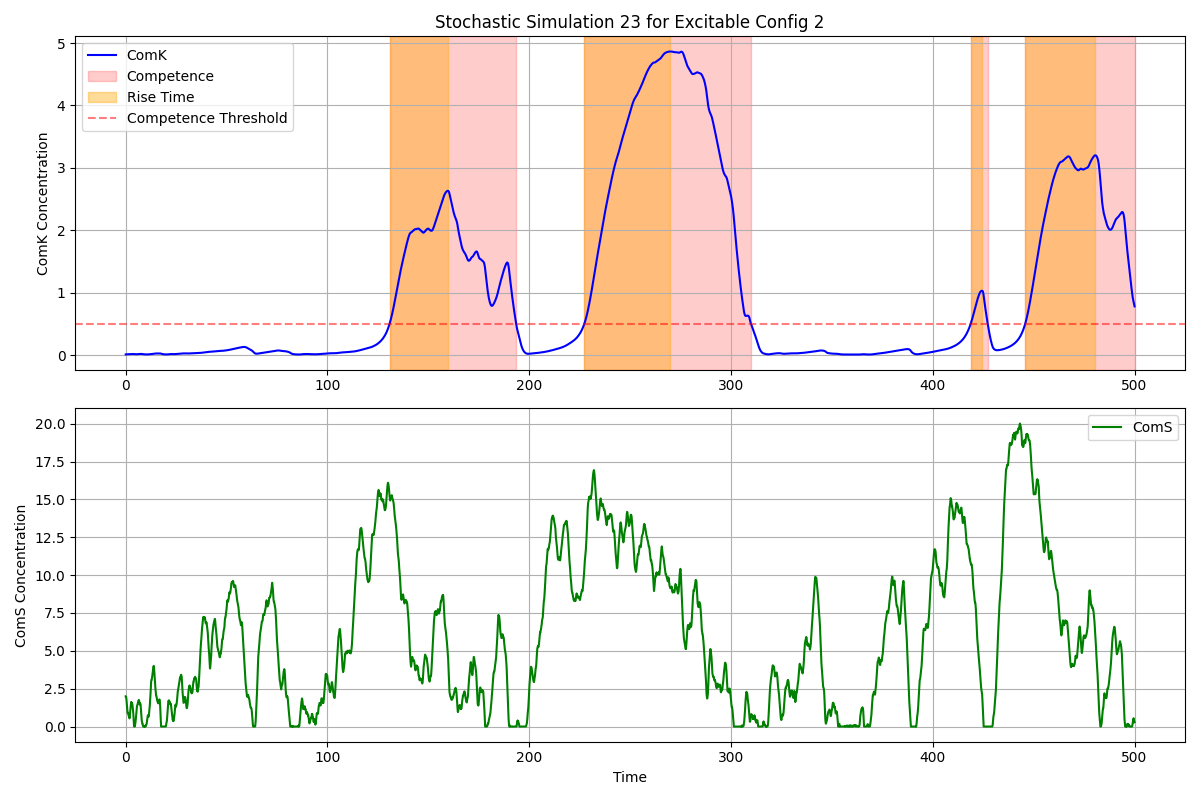 Stochastic Simulation 23 for Excitable Config 2
ComK
Competence
Rise Time
Competence Threshold
ComK Concentration
5
4
3
2
1
0
0 100 200 300 400 500
ComS
ComS Concentration
20.0
17.5
15.0
12.5
10.0
7.5
5.0
2.5
0.0
0 100 200 300 400 500
Time